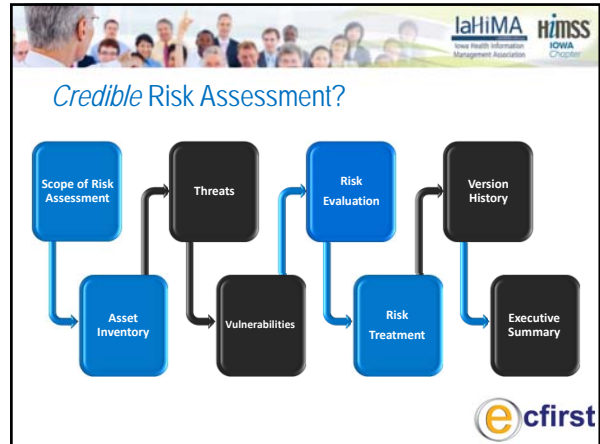 IaHIMA
Iowa Health Information
Management Association
HIMSS
IOWA
Chapter
Credible Risk Assessment?
Scope of Risk
Assessment
Asset
Inventory
Threats
Vulnerabilities
Risk
Evaluation
Risk
Treatment
Version
History
Executive
Summary
ecfirst